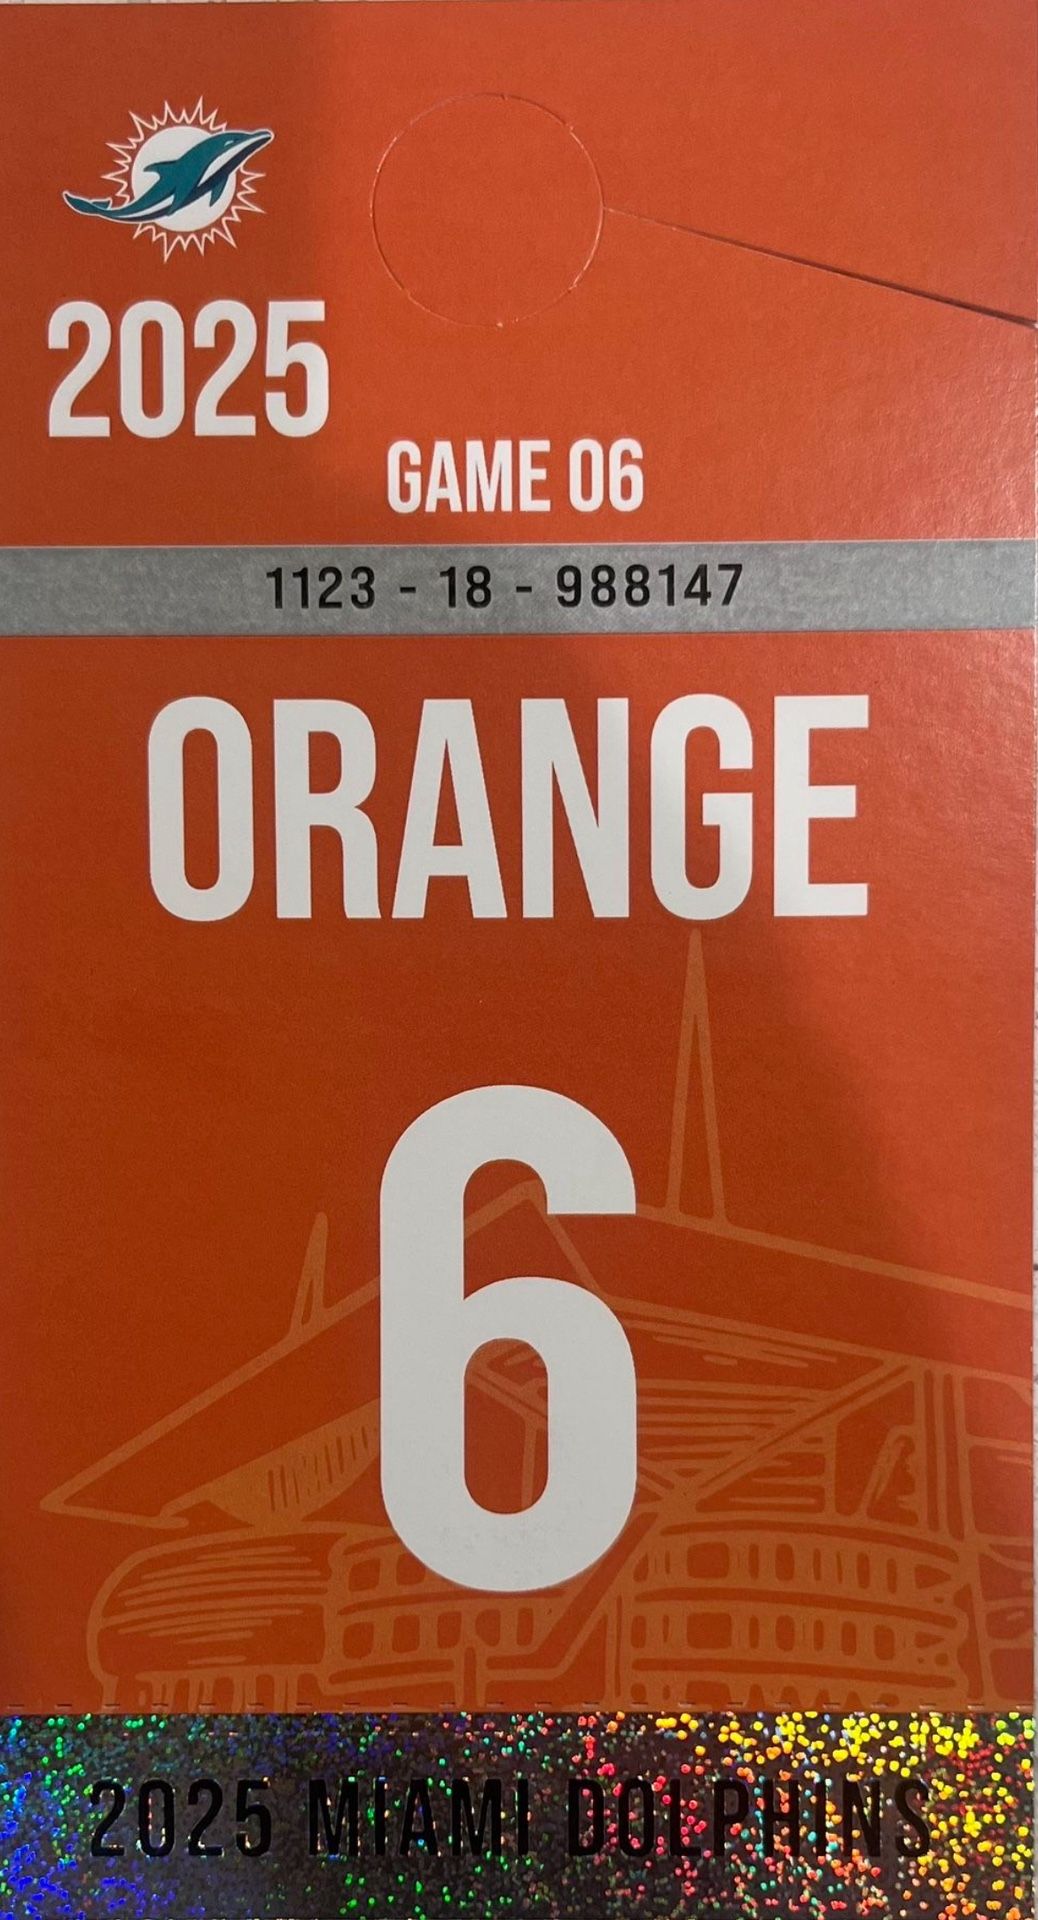 2025
GAME 06
1123 - 18 - 988147
ORANGE
6
2025 MIAMI DOLPHINS